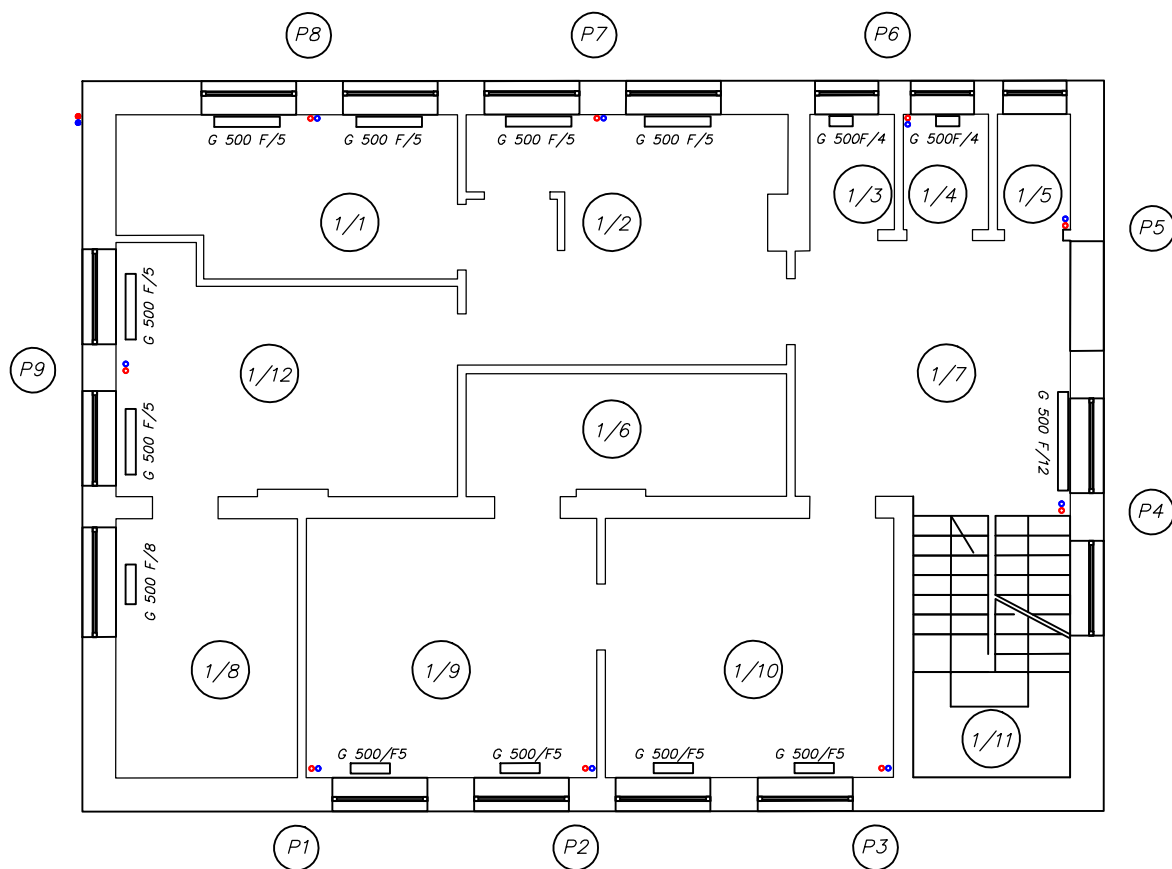 P8
P7
P6
G 500 F/5
G 500 F/5
G 500 F/5
G 500 F/5
G 500F/4
G 500F/4
1/1
1/2
1/3
1/4
1/5
P5
G 500 F/5
P9
1/12
1/7
G 500 F/5
1/6
G 500 F/12
P4
G 500 F/8
1/8
1/9
1/10
1/11
G 500/F5
G 500/F5
G 500/F5
G 500/F5
P1
P2
P3